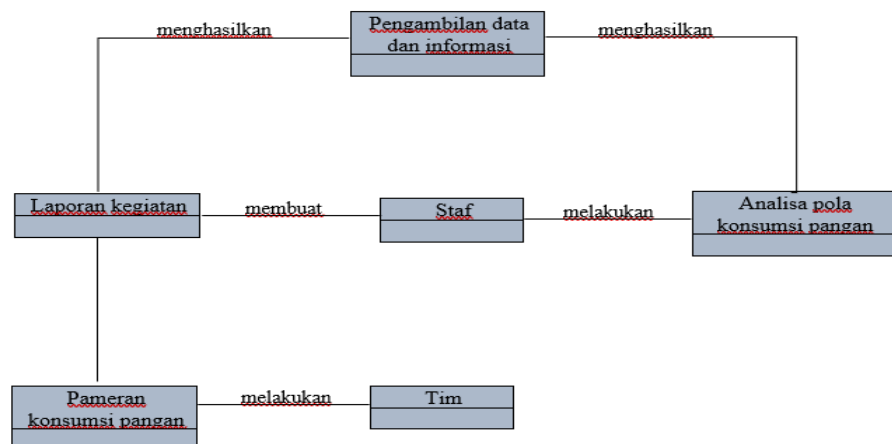 menghasilkan
Pengambilan data
dan informasi
menghasilkan
Laporan kegiatan
membuat
Staf
melakukan
Analisa pola
konsumsi pangan
Pameran
konsumsi pangan
melakukan
Tim